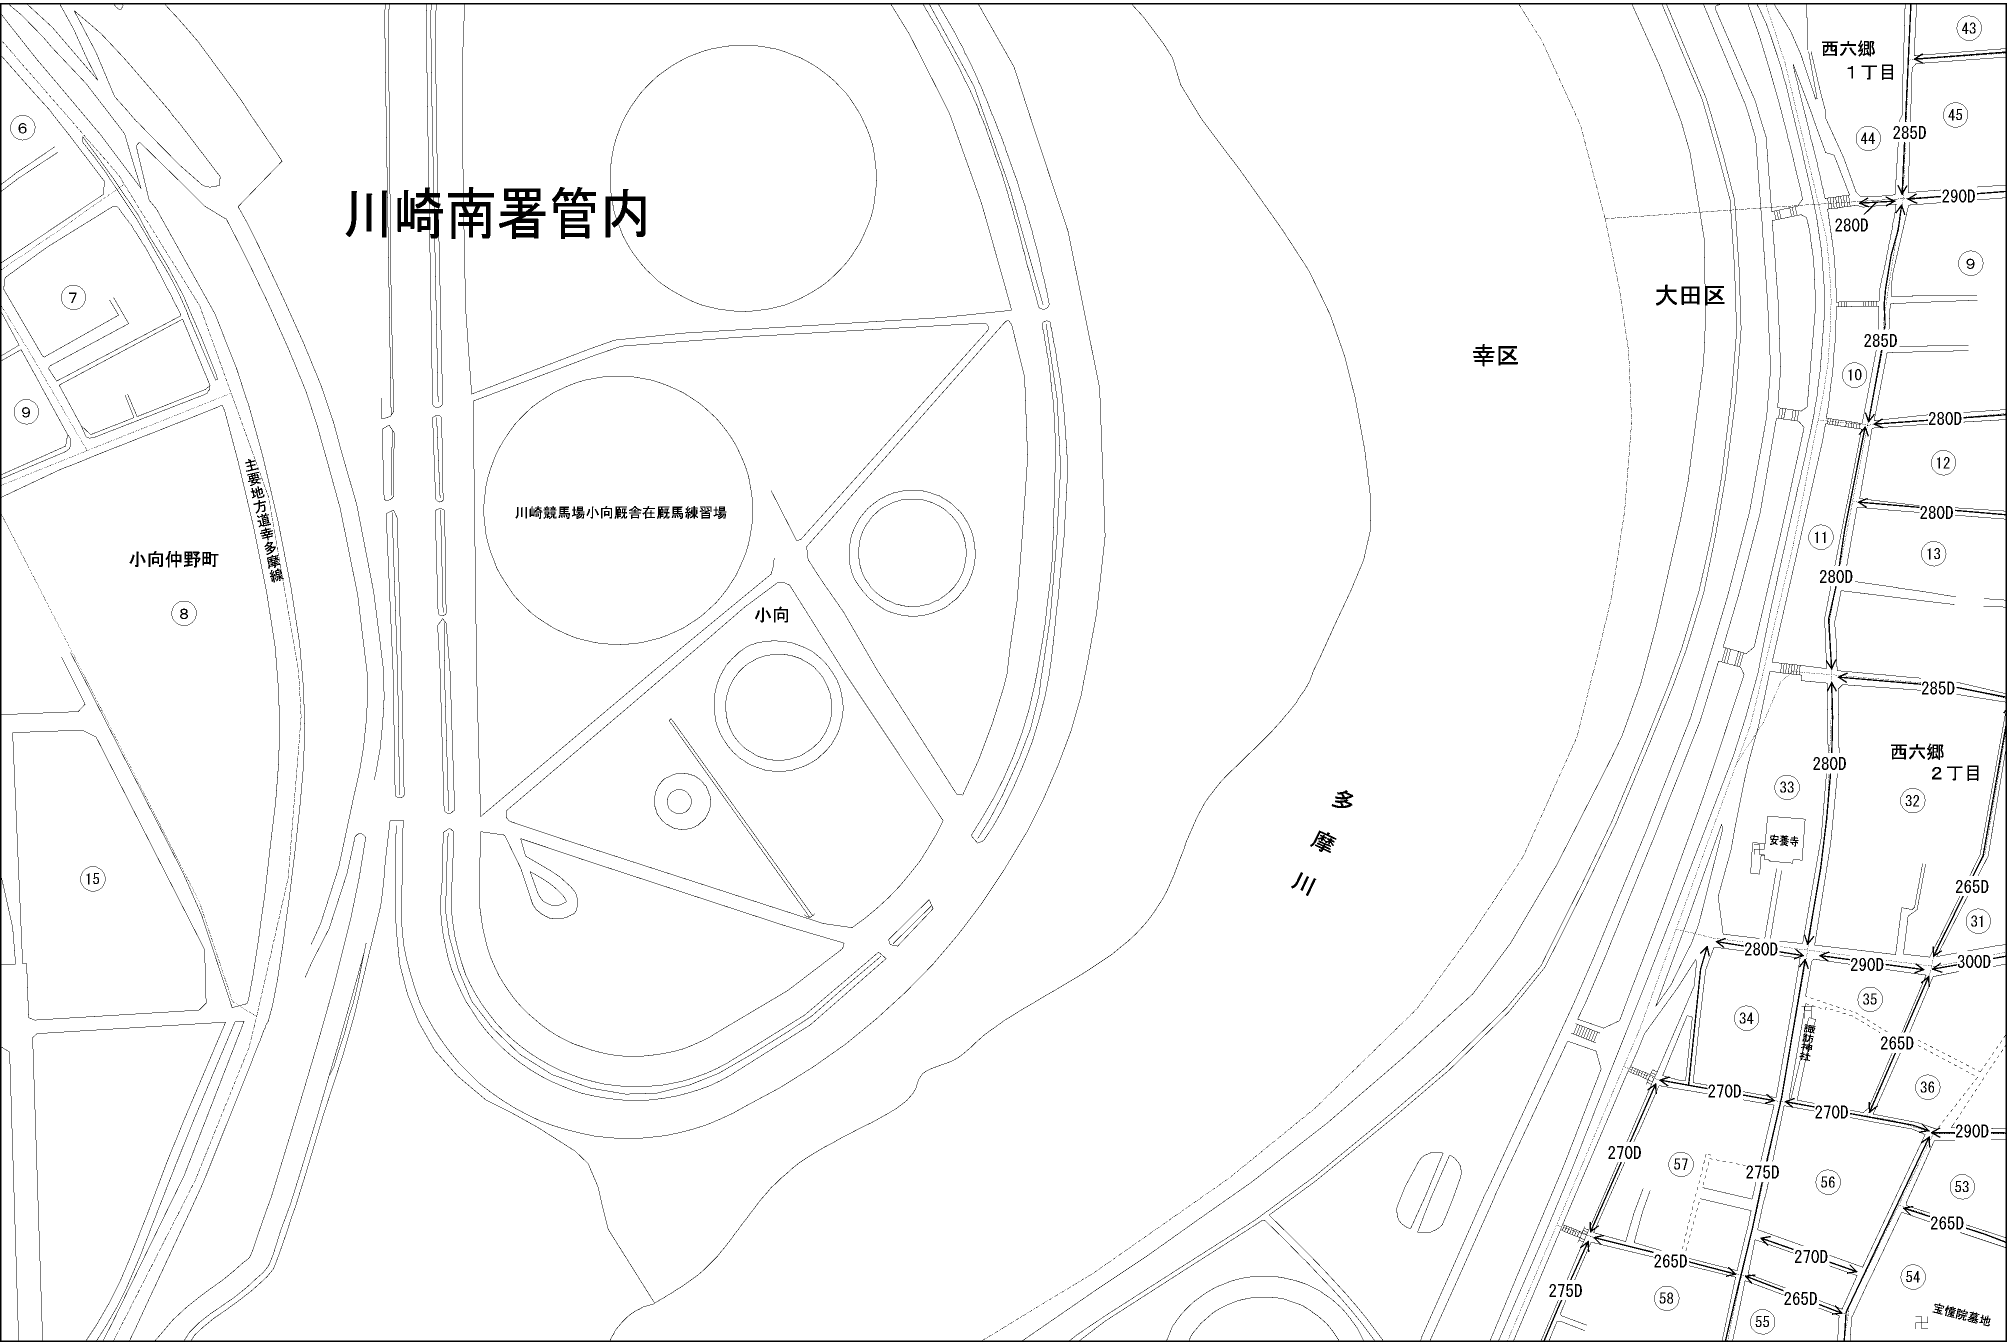 43
西六郷
１丁目
6
45
285D
44
290D
280D
川崎南署管内
9
7
大田区
285D
幸区
10
9
280D
12
主要地方道幸多摩線
280D
川崎競馬場小向厩舎在厩馬練習場
11
13
小向仲野町
280D
8
小向
285D
西六郷
２丁目
280D
33
32
多摩川
安養寺
15
265D
31
280D
290D
300D
35
34
諏訪神社
265D
36
270D
270D
290D
270D
57
275D
56
53
265D
270D
265D
54
275D
58
265D
55
宝幢院墓地
卍